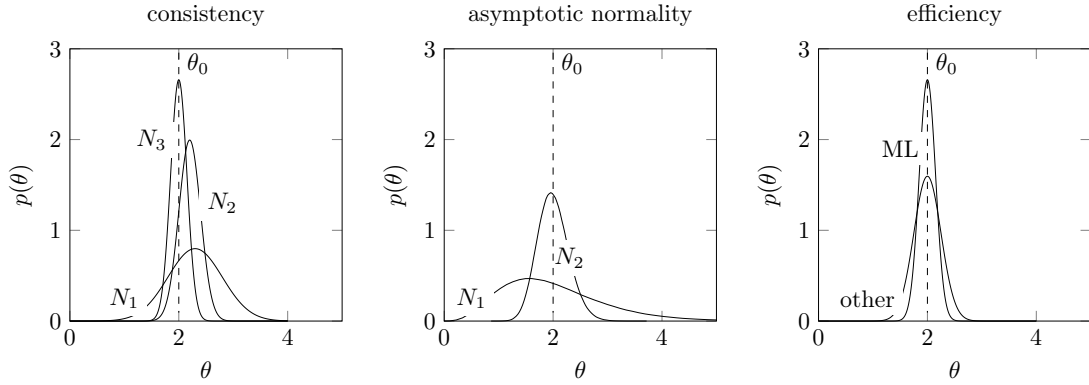 consistency
3
2
1
0
0
2
4
p(θ)
θ
θ₀
N₃
N₂
N₁
asymptotic normality
3
2
1
0
0
2
4
p(θ)
θ
θ₀
N₂
N₁
efficiency
3
2
1
0
0
2
4
p(θ)
θ
θ₀
ML
other